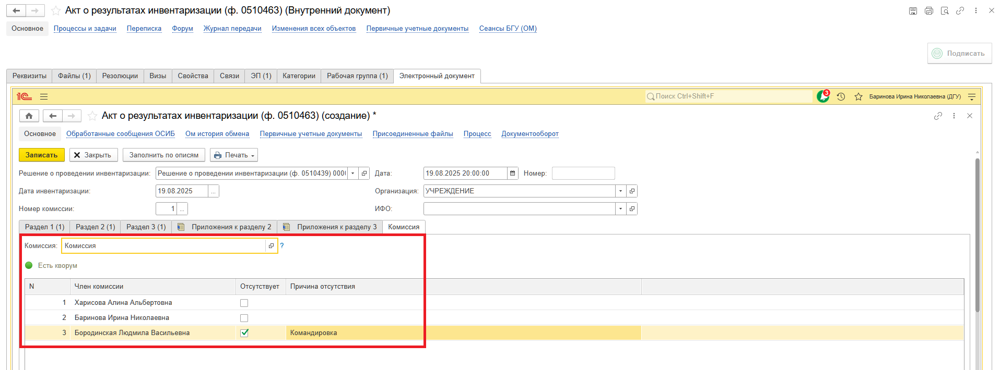 Акт о результатах инвентаризации (ф. 0510463) (Внутренний документ)
Основное Процессы и задачи Переписка Форум Журнал передачи Изменения всех объектов Первичные учетные документы Сеансы БГУ (ОМ)
Подписать
Реквизиты Файлы (1) Резолюции Визы Свойства Связи ЭП (1) Категории Рабочая группа (1) Электронный документ
1С Поиск Ctrl+Shift+F 3 Баринова Ирина Николаевна (ДГУ)
Акт о результатах инвентаризации (ф. 0510463) (создание) *
Основное Обработанные сообщения ОСИБ Ом история обмена Первичные учетные документы Присоединенные файлы Процесс Документооборот
Записать Закрыть Заполнить по описям Печать
Решение о проведении инвентаризации: Решение о проведении инвентаризации (ф. 0510439) 000 Дата: 19.08.2025 20:00:00 Номер:
Дата инвентаризации: 19.08.2025 ... Организация: УЧРЕЖДЕНИЕ
Номер комиссии: 1 ... ИФО:
Раздел 1 (1) Раздел 2 (1) Раздел 3 (1) Приложения к разделу 2 Приложения к разделу 3 Комиссия
Комиссия: Комиссия ?
Есть кворум
N Член комиссии Отсутствует Причина отсутствия
1 Харисова Алина Альбертовна
2 Баринова Ирина Николаевна
3 Бородинская Людмила Васильевна Командировка